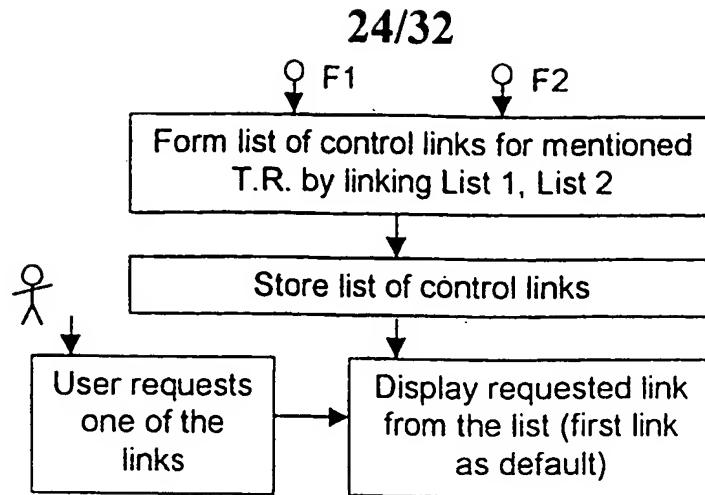 24/32
F1 F2
Form list of control links for mentioned
T.R. by linking List 1, List 2
Store list of control links
User requests
one of the
links
Display requested link
from the list (first link
as default)